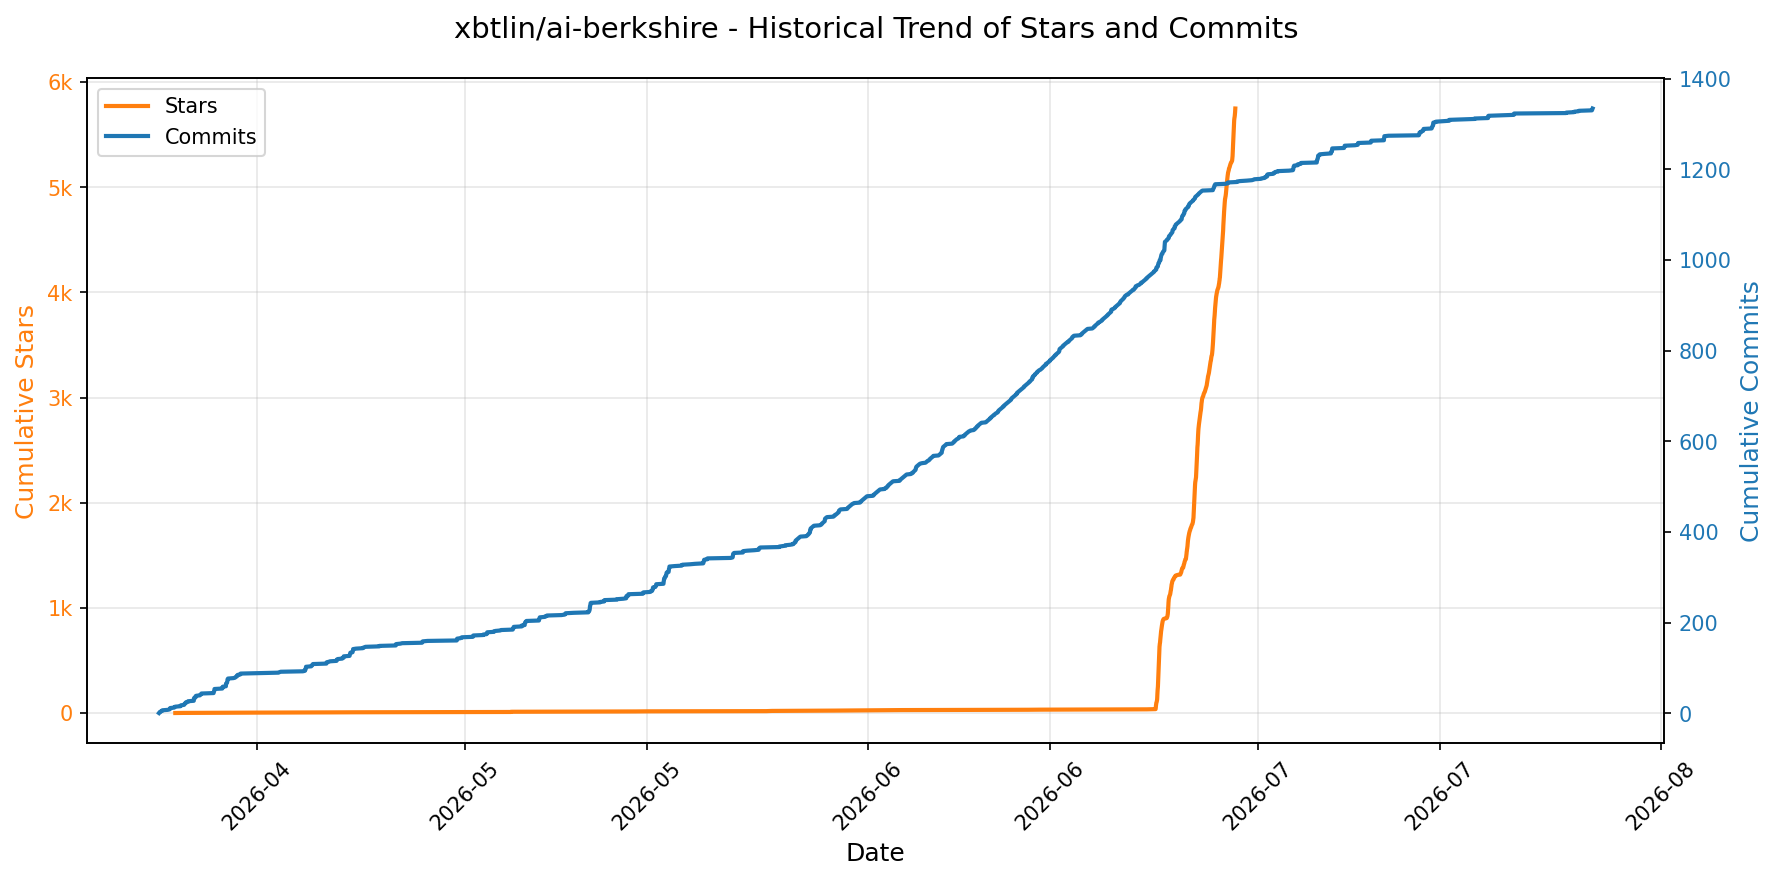 xbtlin/ai-berkshire - Historical Trend of Stars and Commits
Stars
Commits
6k
5k
4k
3k
2k
1k
0
Cumulative Stars
1400
1200
1000
800
600
400
200
0
Cumulative Commits
2026-04
2026-05
2026-05
2026-06
2026-06
2026-07
2026-07
2026-08
Date